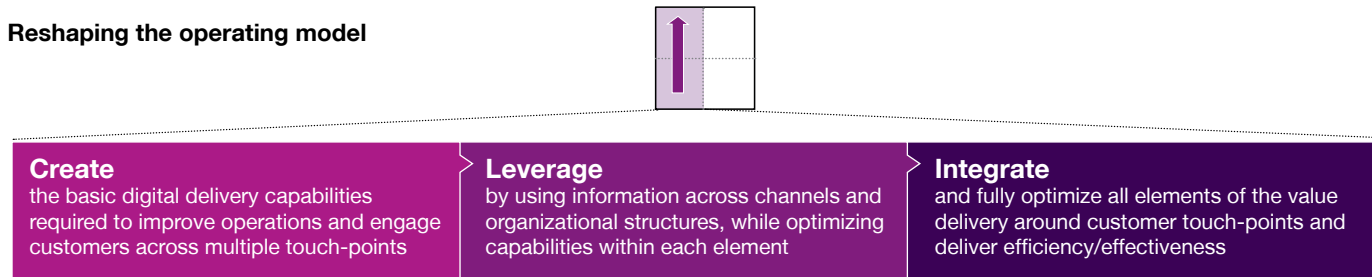 Reshaping the operating model
Create
the basic digital delivery capabilities
required to improve operations and engage
customers across multiple touch-points
Leverage
by using information across channels and
organizational structures, while optimizing
capabilities within each element
Integrate
and fully optimize all elements of the value
delivery around customer touch-points and
deliver efficiency/effectiveness